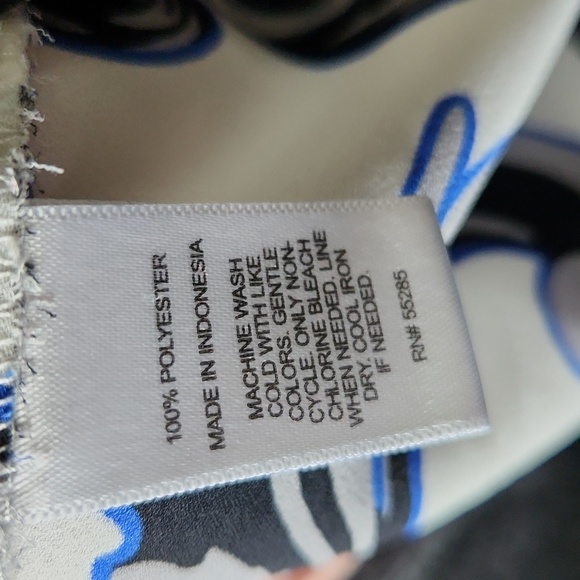 100% POLYESTER
MADE IN INDONESIA
MACHINE WASH
COLD WITH LIKE
COLORS. GENTLE
CYCLE. ONLY NON-
CHLORINE BLEACH
WHEN NEEDED. LINE
DRY. COOL IRON
IF NEEDED.
RN# 55285